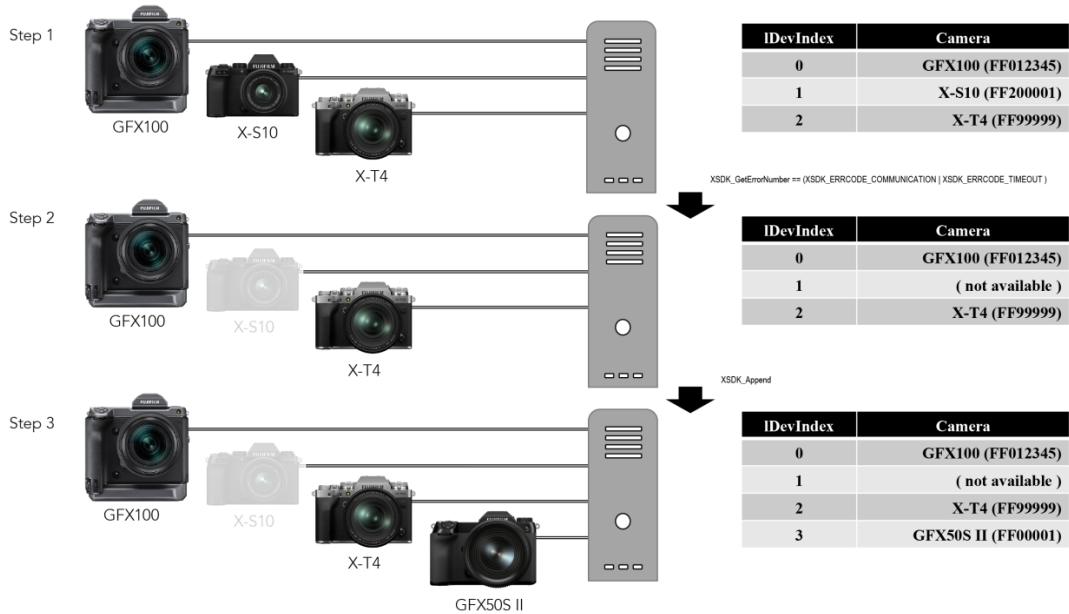 Step 1
FUJIFILM
GFX100
X-S10
X-T4
lDevIndex Camera
0 GFX100 (FF012345)
1 X-S10 (FF200001)
2 X-T4 (FF99999)
XSDK_GetErrorNumber == (XSDK_ERRCODE_COMMUNICATION | XSDK_ERRCODE_TIMEOUT )
Step 2
GFX100
X-S10
X-T4
lDevIndex Camera
0 GFX100 (FF012345)
1 ( not available )
2 X-T4 (FF99999)
XSDK_Append
Step 3
GFX100
X-S10
X-T4
GFX50S II
lDevIndex Camera
0 GFX100 (FF012345)
1 ( not available )
2 X-T4 (FF99999)
3 GFX50S II (FF00001)